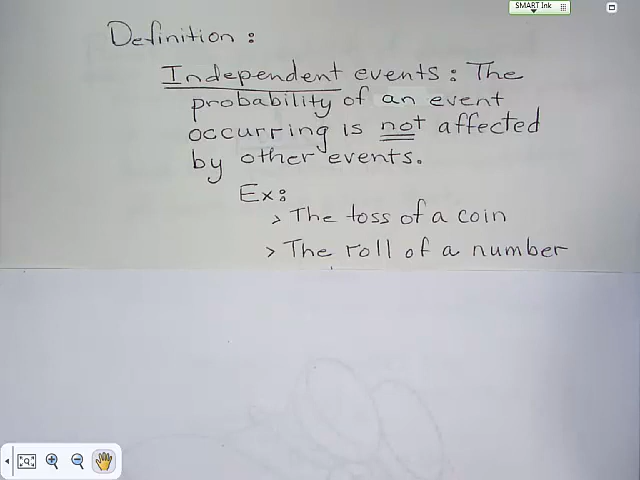 SMART Ink
Definition :
Independent events : The
probability of an event
occurring is not affected
by other events.
Ex:
> The toss of a coin
> The roll of a number